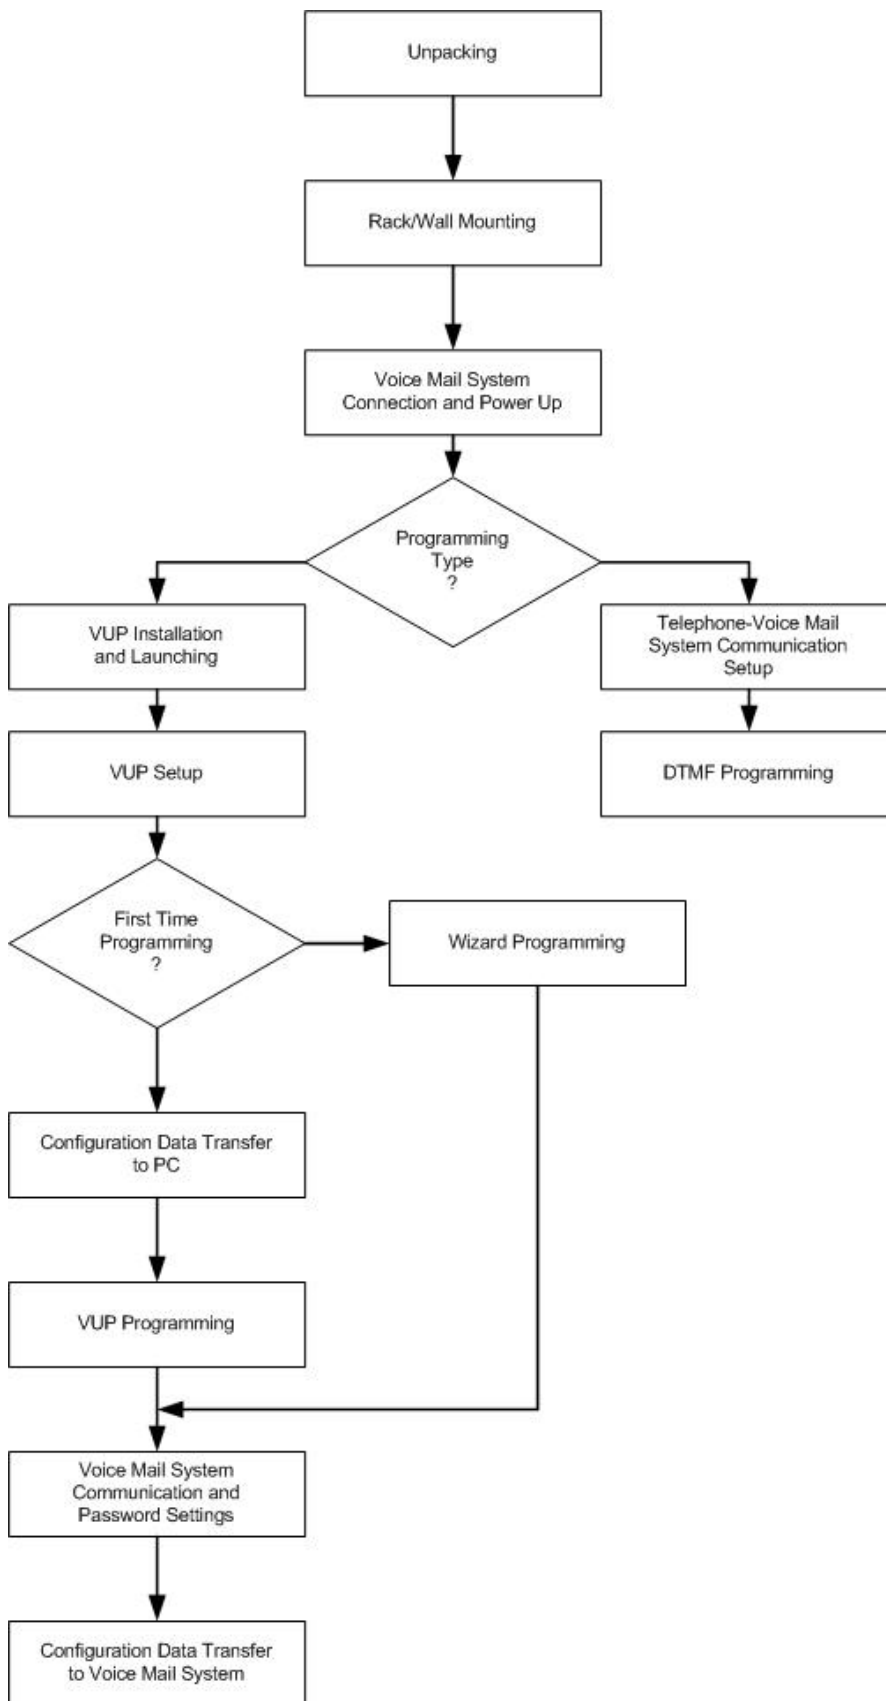 Unpacking
Rack/Wall Mounting
Voice Mail System
Connection and Power Up
Programming
Type
?
VUP Installation
and Launching
Telephone-Voice Mail
System Communication
Setup
VUP Setup
DTMF Programming
First Time
Programming
?
Wizard Programming
Configuration Data Transfer
to PC
VUP Programming
Voice Mail System
Communication and
Password Settings
Configuration Data Transfer
to Voice Mail System